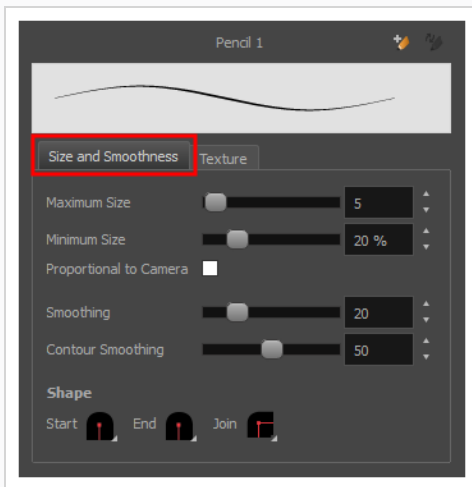 Pencil 1
Size and Smoothness Texture
Maximum Size 5
Minimum Size 20 %
Proportional to Camera
Smoothing 20
Contour Smoothing 50
Shape
Start End Join